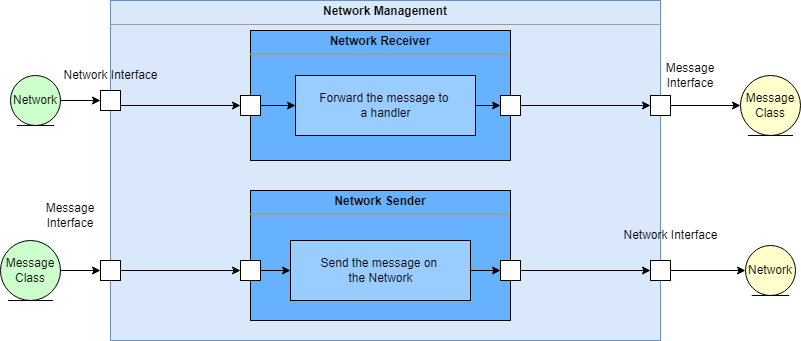 Network Management
Network Receiver
Network Interface
Message
Interface
Network
Forward the message to
a handler
Message
Class
Network Sender
Message
Interface
Network Interface
Message
Class
Send the message on
the Network
Network